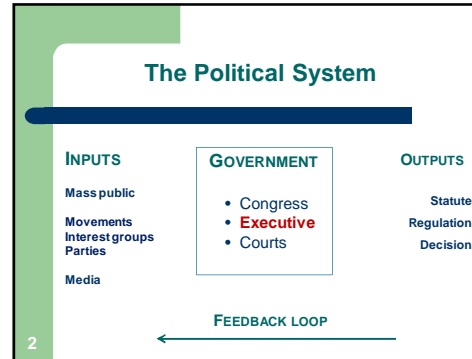 The Political System
INPUTS
Mass public
Movements
Interest groups
Parties
Media
GOVERNMENT
• Congress
• Executive
• Courts
OUTPUTS
Statute
Regulation
Decision
FEEDBACK LOOP
2